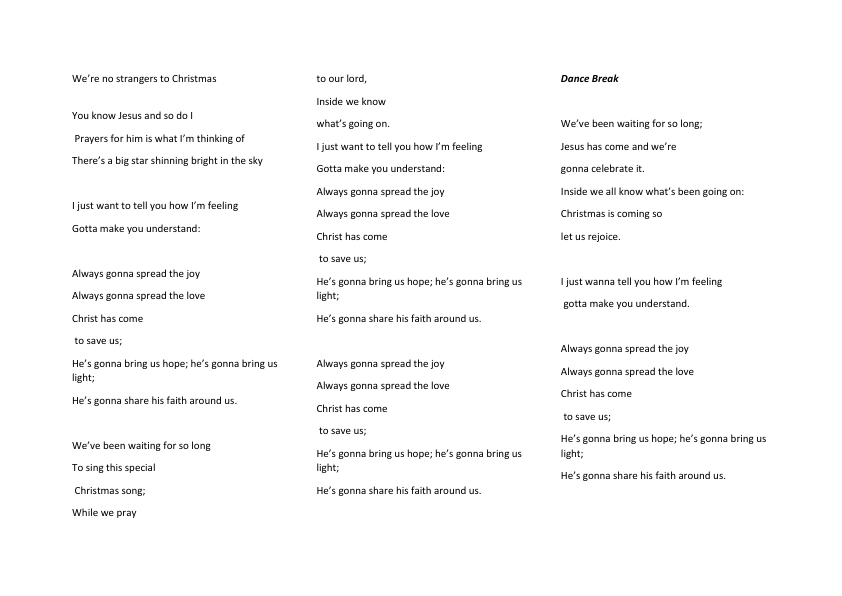 We’re no strangers to Christmas
You know Jesus and so do I
Prayers for him is what I’m thinking of
There’s a big star shinning bright in the sky
I just want to tell you how I’m feeling
Gotta make you understand:
Always gonna spread the joy
Always gonna spread the love
Christ has come
to save us;
He’s gonna bring us hope; he’s gonna bring us
light;
He’s gonna share his faith around us.
We’ve been waiting for so long
To sing this special
Christmas song;
While we pray
to our lord,
Inside we know
what’s going on.
I just want to tell you how I’m feeling
Gotta make you understand:
Always gonna spread the joy
Always gonna spread the love
Christ has come
to save us;
He’s gonna bring us hope; he’s gonna bring us
light;
He’s gonna share his faith around us.
Always gonna spread the joy
Always gonna spread the love
Christ has come
to save us;
He’s gonna bring us hope; he’s gonna bring us
light;
He’s gonna share his faith around us.
Dance Break
We’ve been waiting for so long;
Jesus has come and we’re
gonna celebrate it.
Inside we all know what’s been going on:
Christmas is coming so
let us rejoice.
I just wanna tell you how I’m feeling
gotta make you understand.
Always gonna spread the joy
Always gonna spread the love
Christ has come
to save us;
He’s gonna bring us hope; he’s gonna bring us
light;
He’s gonna share his faith around us.